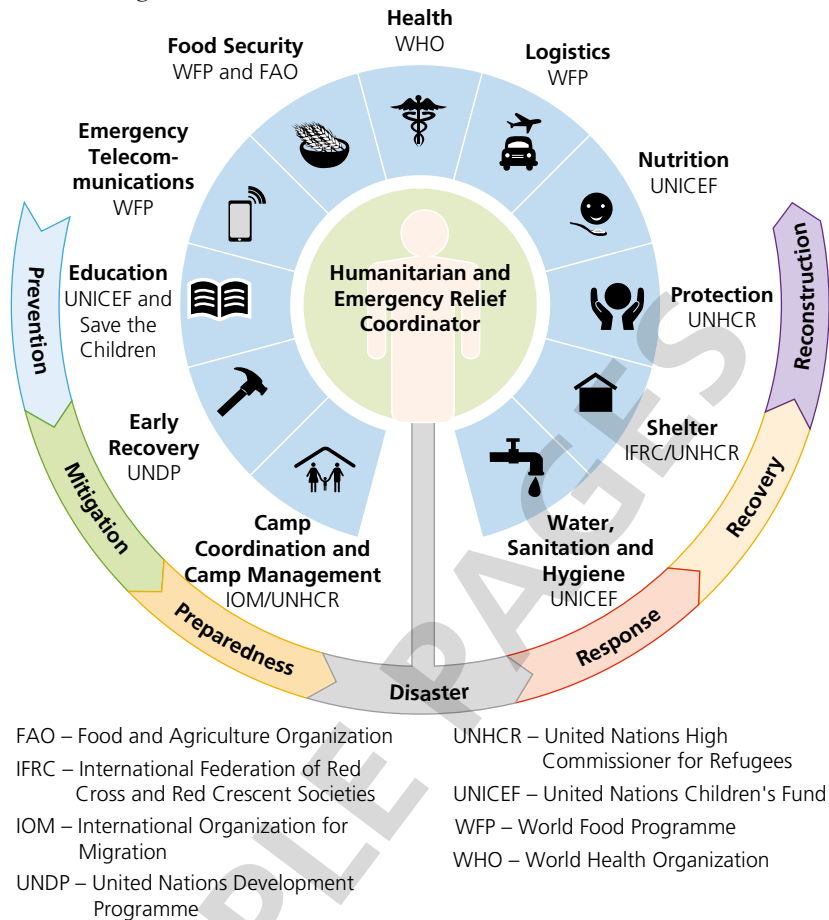 Health
WHO
Food Security
WFP and FAO
Logistics
WFP
Emergency
Telecom-
munications
WFP
Nutrition
UNICEF
Education
UNICEF and
Save the
Children
Humanitarian and
Emergency Relief
Coordinator
Protection
UNHCR
Early
Recovery
UNDP
Shelter
IFRC/UNHCR
Camp
Coordination and
Camp Management
IOM/UNHCR
Water,
Sanitation and
Hygiene
UNICEF
Prevention
Mitigation
Preparedness
Disaster
Response
Recovery
Reconstruction
FAO – Food and Agriculture Organization
IFRC – International Federation of Red
Cross and Red Crescent Societies
IOM – International Organization for
Migration
UNDP – United Nations Development
Programme
UNHCR – United Nations High
Commissioner for Refugees
UNICEF – United Nations Children's Fund
WFP – World Food Programme
WHO – World Health Organization
PLE PAGES